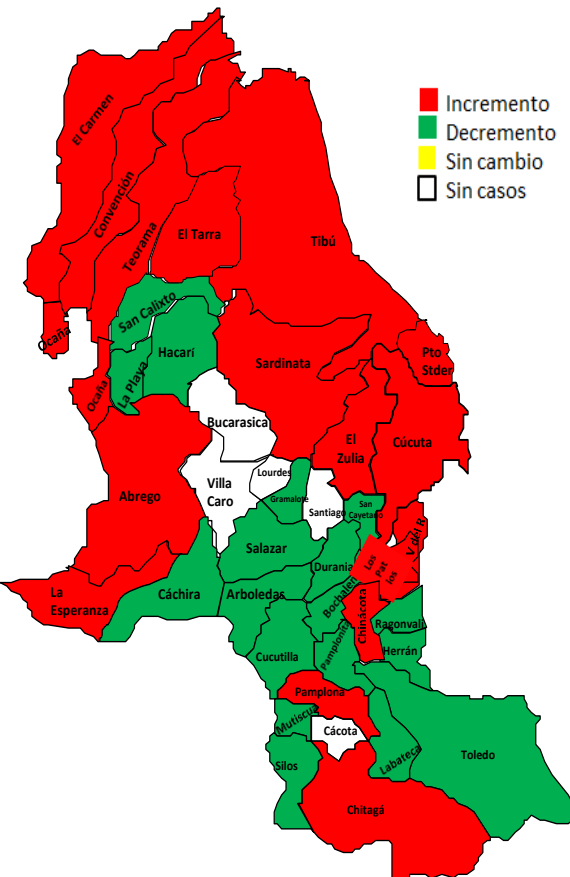 Incremento
Decremento
Sin cambio
Sin casos
El Carmen
Convención
Teorama
El Tarra
Tibú
San Calixto
Ocaña
Hacarí
La Playa
Ocaña
Sardinata
Pto
Stder
Bucarasica
El
Zulia
Cúcuta
Abrego
Villa
Caro
Lourdes
Gramalote
Santiago
San
Cayetano
V del R
Salazar
Durania
Los
Pat
ios
La
Esperanza
Cáchira
Arboledas
Bochalem
Chinácota
Ragonvali
Pamplonita
Herrán
Cucutilla
Pamplona
Mutiscua
Cácota
Labateca
Toledo
Silos
Chitagá